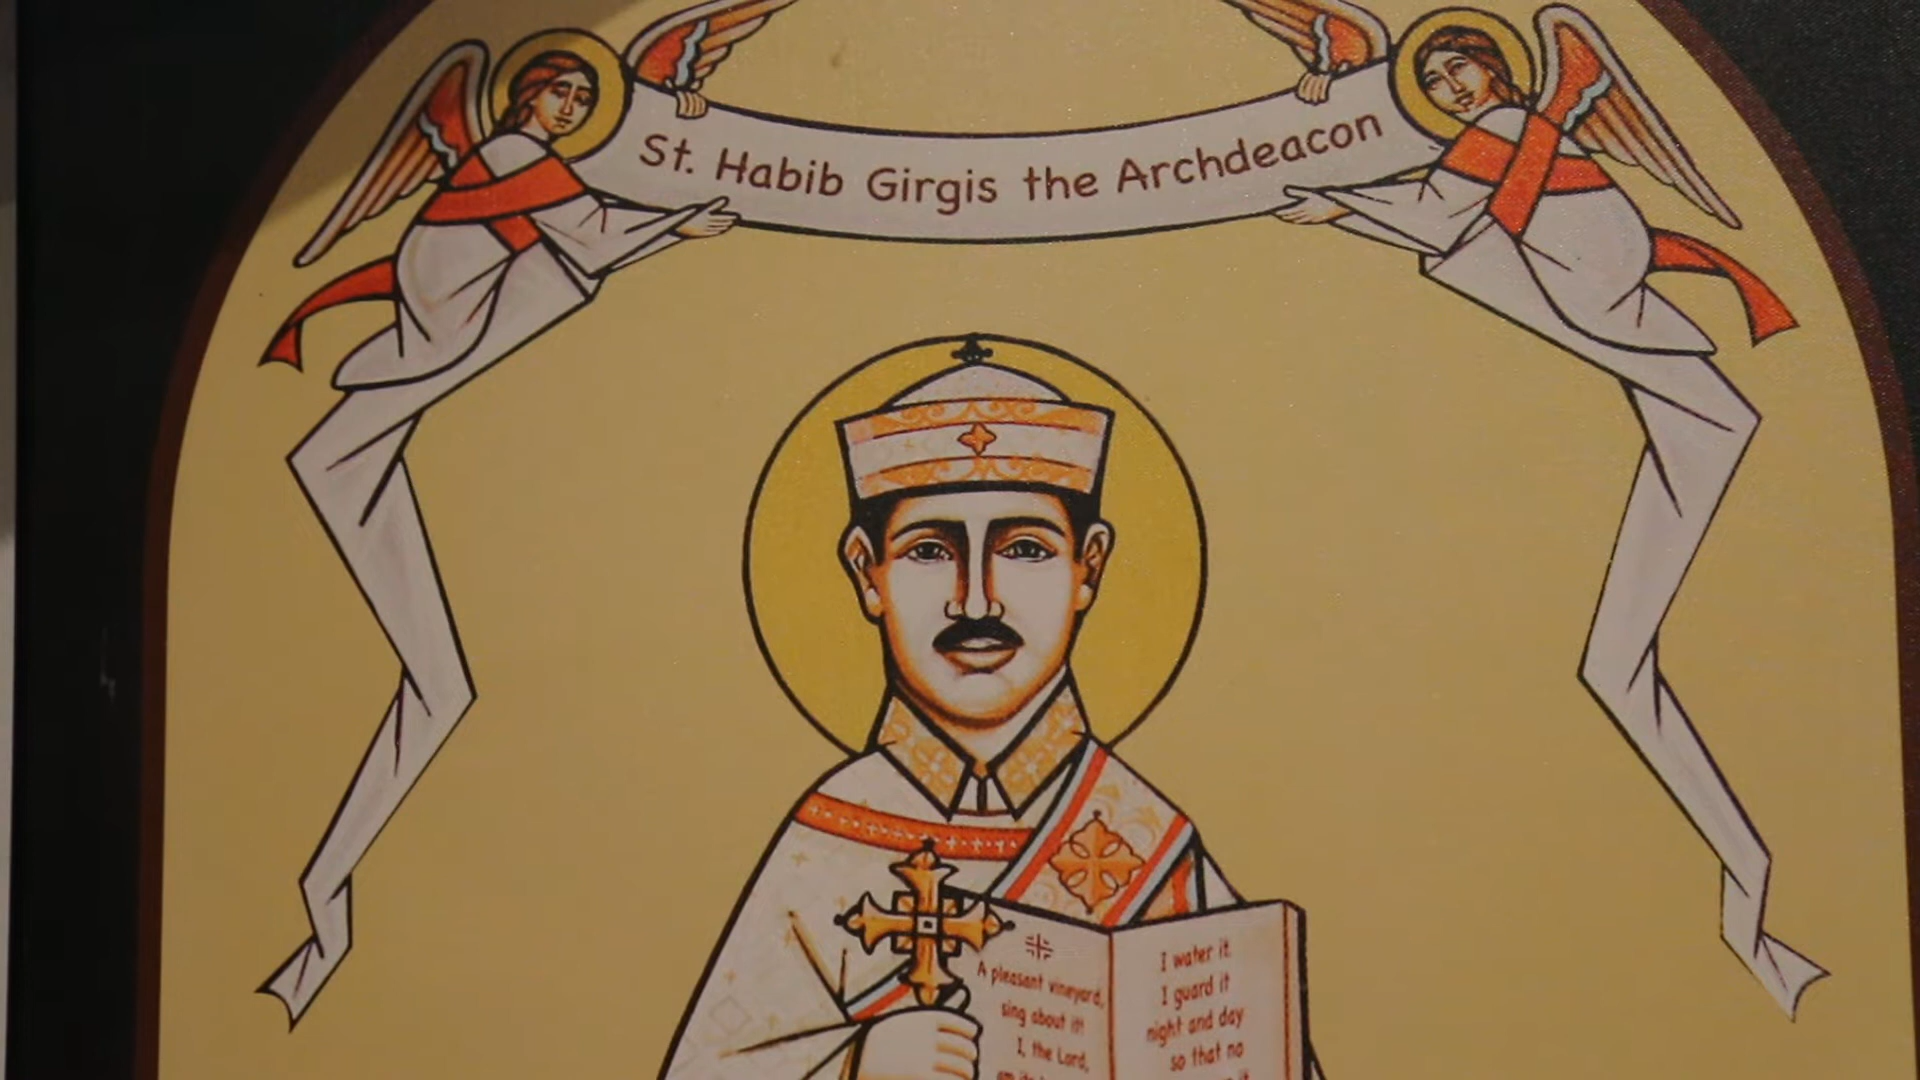 St. Habib Girgis the Archdeacon
A pleasant vineyard,
sing about it!
I, the Lord,
I water it.
I guard it
night and day
so that no